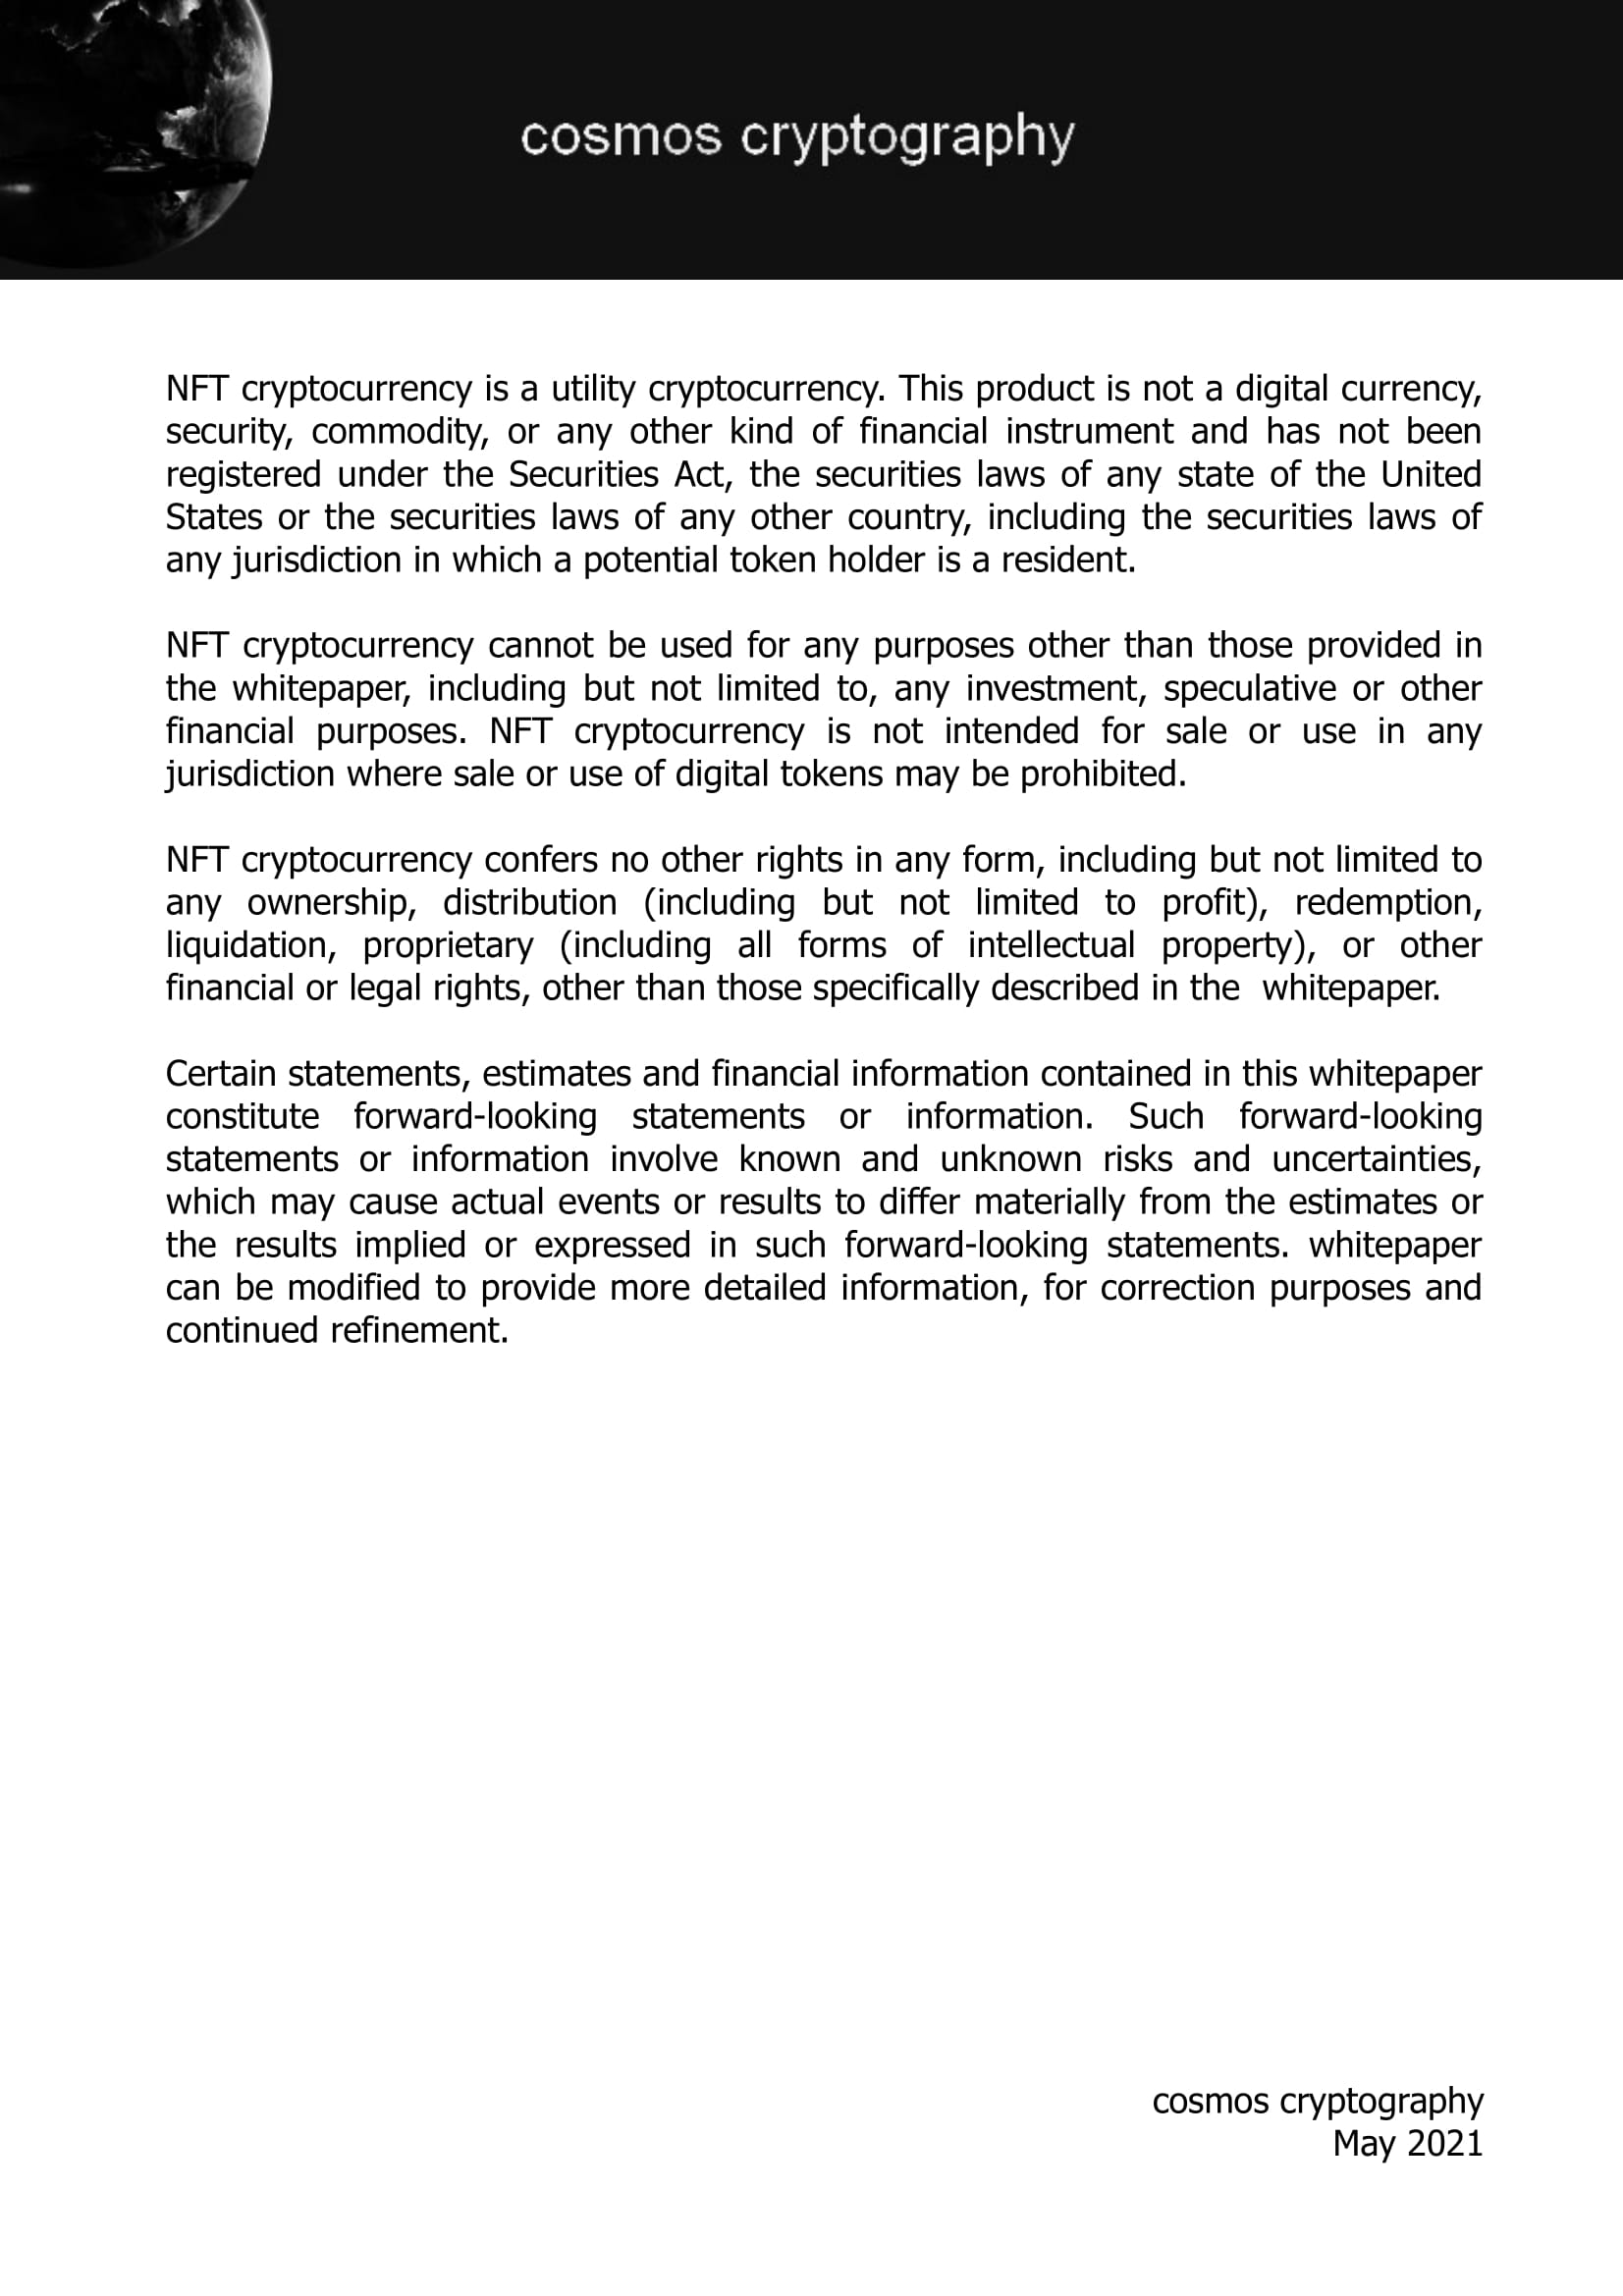 cosmos cryptography
NFT cryptocurrency is a utility cryptocurrency. This product is not a digital currency,
security, commodity, or any other kind of financial instrument and has not been
registered under the Securities Act, the securities laws of any state of the United
States or the securities laws of any other country, including the securities laws of
any jurisdiction in which a potential token holder is a resident.
NFT cryptocurrency cannot be used for any purposes other than those provided in
the whitepaper, including but not limited to, any investment, speculative or other
financial purposes. NFT cryptocurrency is not intended for sale or use in any
jurisdiction where sale or use of digital tokens may be prohibited.
NFT cryptocurrency confers no other rights in any form, including but not limited to
any ownership, distribution (including but not limited to profit), redemption,
liquidation, proprietary (including all forms of intellectual property), or other
financial or legal rights, other than those specifically described in the  whitepaper.
Certain statements, estimates and financial information contained in this whitepaper
constitute forward-looking statements or information. Such forward-looking
statements or information involve known and unknown risks and uncertainties,
which may cause actual events or results to differ materially from the estimates or
the results implied or expressed in such forward-looking statements. whitepaper
can be modified to provide more detailed information, for correction purposes and
continued refinement.
cosmos cryptography
May 2021